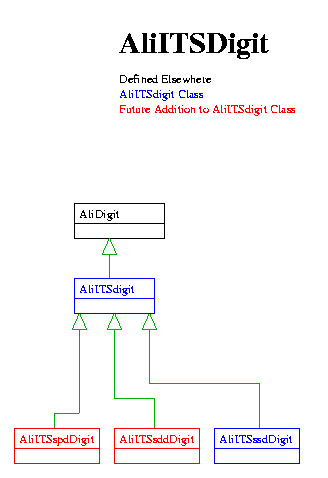 AliITSDigit
Defined Elsewhere
AliITSdigit Class
Future Addition to AliITSdigit Class
AliDigit
AliITSdigit
AliITSspdDigit
AliITSsddDigit
AliITSssdDigit